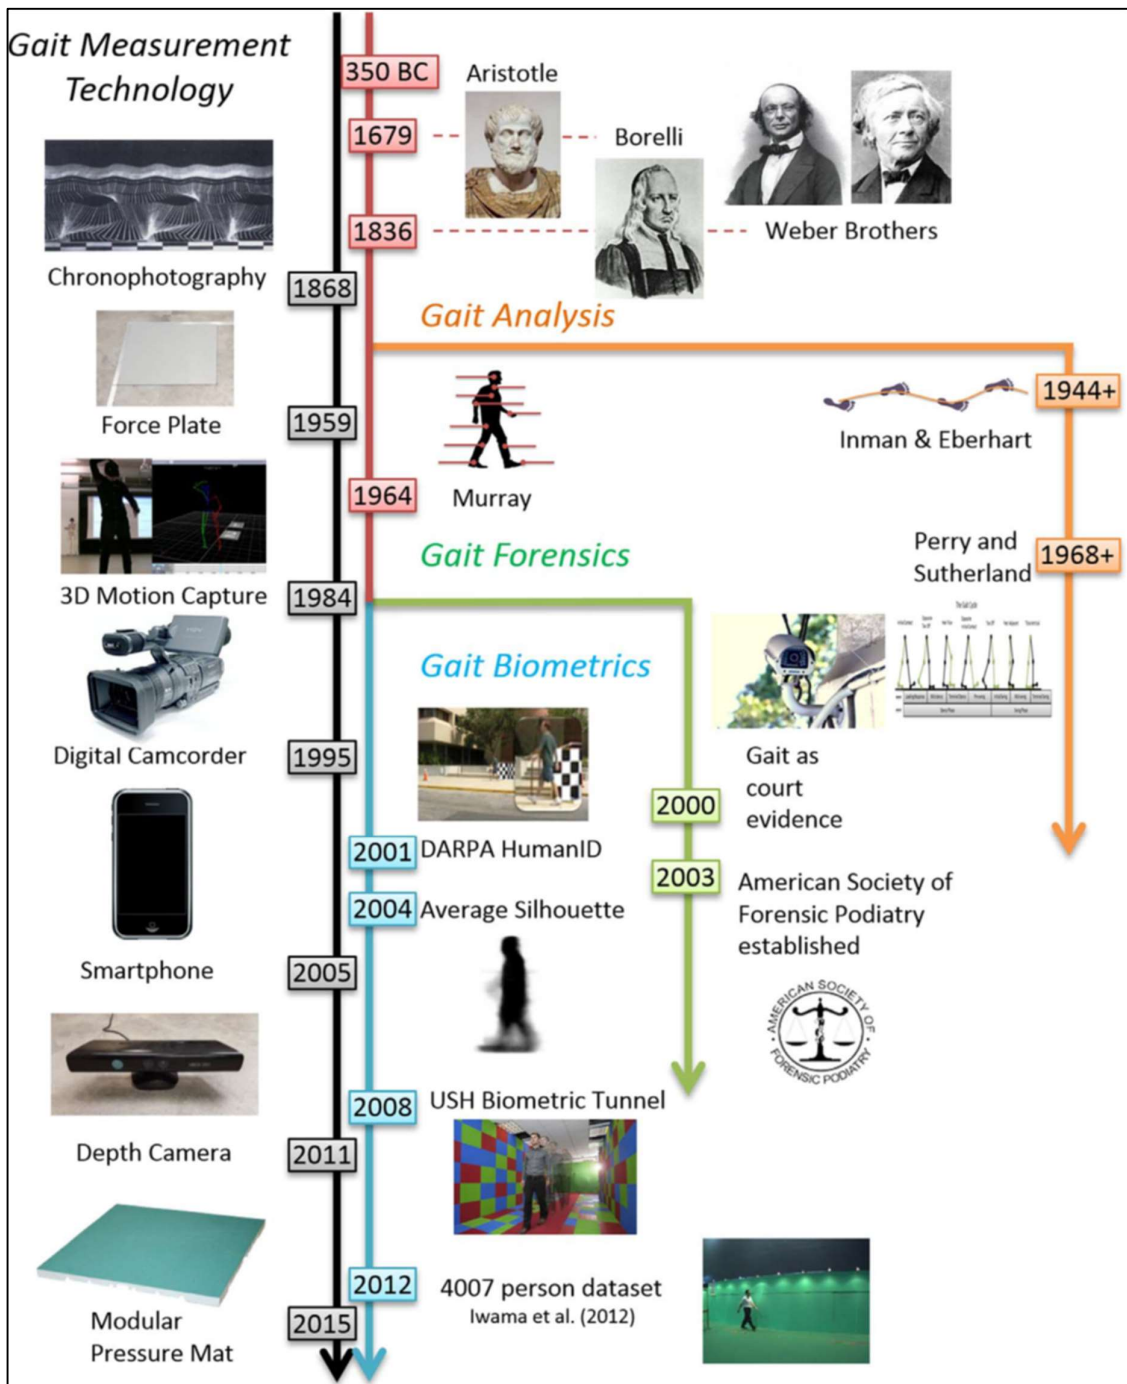 Gait Measurement
Technology
350 BC
Aristotle
1679
Borelli
1836
Weber Brothers
Chronophotography
1868
Gait Analysis
1944+
Inman & Eberhart
Force Plate
1959
1964
Murray
Perry and
Sutherland
1968+
Gait Forensics
3D Motion Capture
1984
The Gait Cycle
Gait Biometrics
Digital Camcorder
1995
Gait as
court
evidence
2000
2001
DARPA HumanID
2003
American Society of
Forensic Podiatry
established
2004
Average Silhouette
Smartphone
2005
AMERICAN SOCIETY OF
FORENSIC PODIATRY
2008
USH Biometric Tunnel
Depth Camera
2011
2012
4007 person dataset
Iwama et al. (2012)
Modular
Pressure Mat
2015